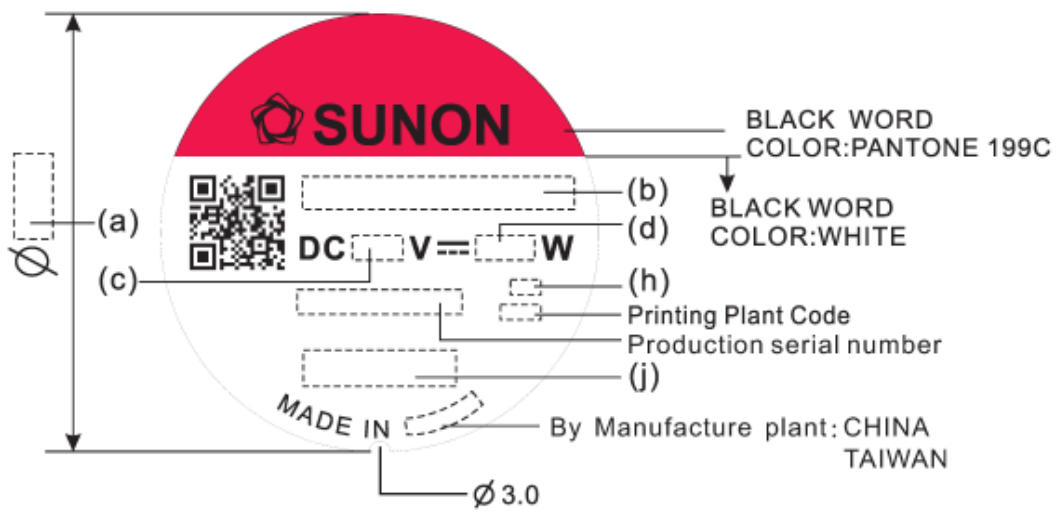 SUNON
BLACK WORD
COLOR:PANTONE 199C
(b)
(a)
BLACK WORD
COLOR:WHITE
(d)
DC V W
(c)
(h)
Ø
Printing Plant Code
Production serial number
(j)
MADE IN
By Manufacture plant: CHINA
TAIWAN
Ø 3.0